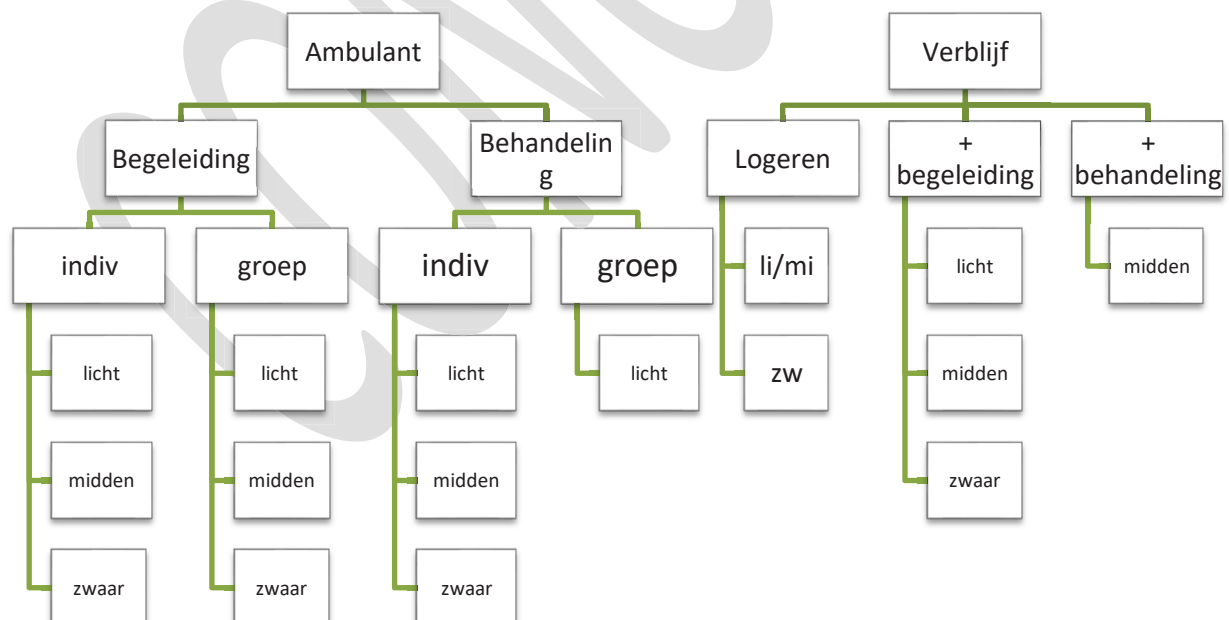 Ambulant
Verblijf
Begeleiding
Behandelin
g
Logeren
+
begeleiding
+
behandeling
indiv
groep
indiv
groep
li/mi
licht
midden
licht
licht
licht
licht
zw
midden
midden
midden
midden
zwaar
zwaar
zwaar
zwaar